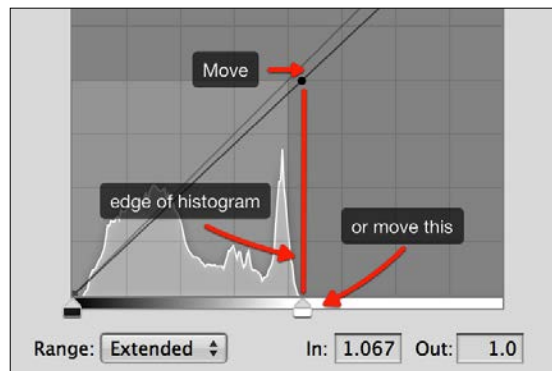 Move
edge of histogram
or move this
Range: Extended In: 1.067 Out: 1.0